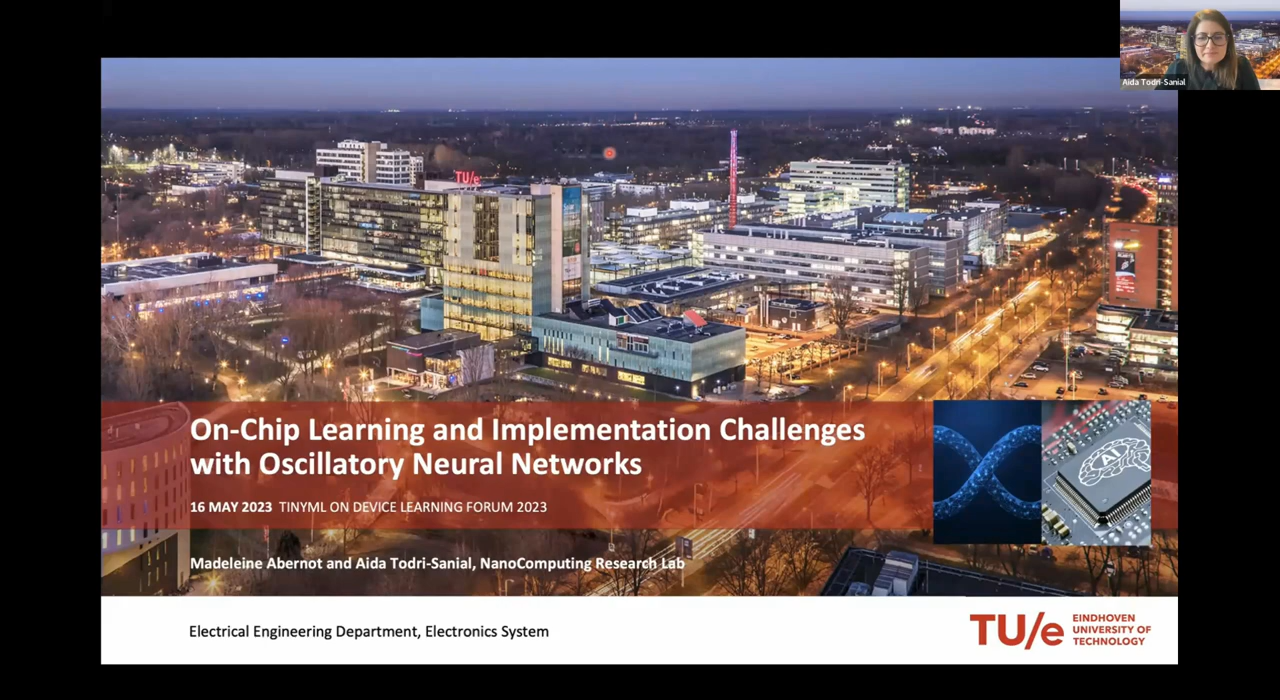 Aida Todri-Sanial
TU/e
On-Chip Learning and Implementation Challenges
with Oscillatory Neural Networks
16 MAY 2023 TINYML ON DEVICE LEARNING FORUM 2023
AI
Madeleine Abernot and Aida Todri-Sanial, NanoComputing Research Lab
Electrical Engineering Department, Electronics System
TU/e EINDHOVEN
UNIVERSITY OF
TECHNOLOGY